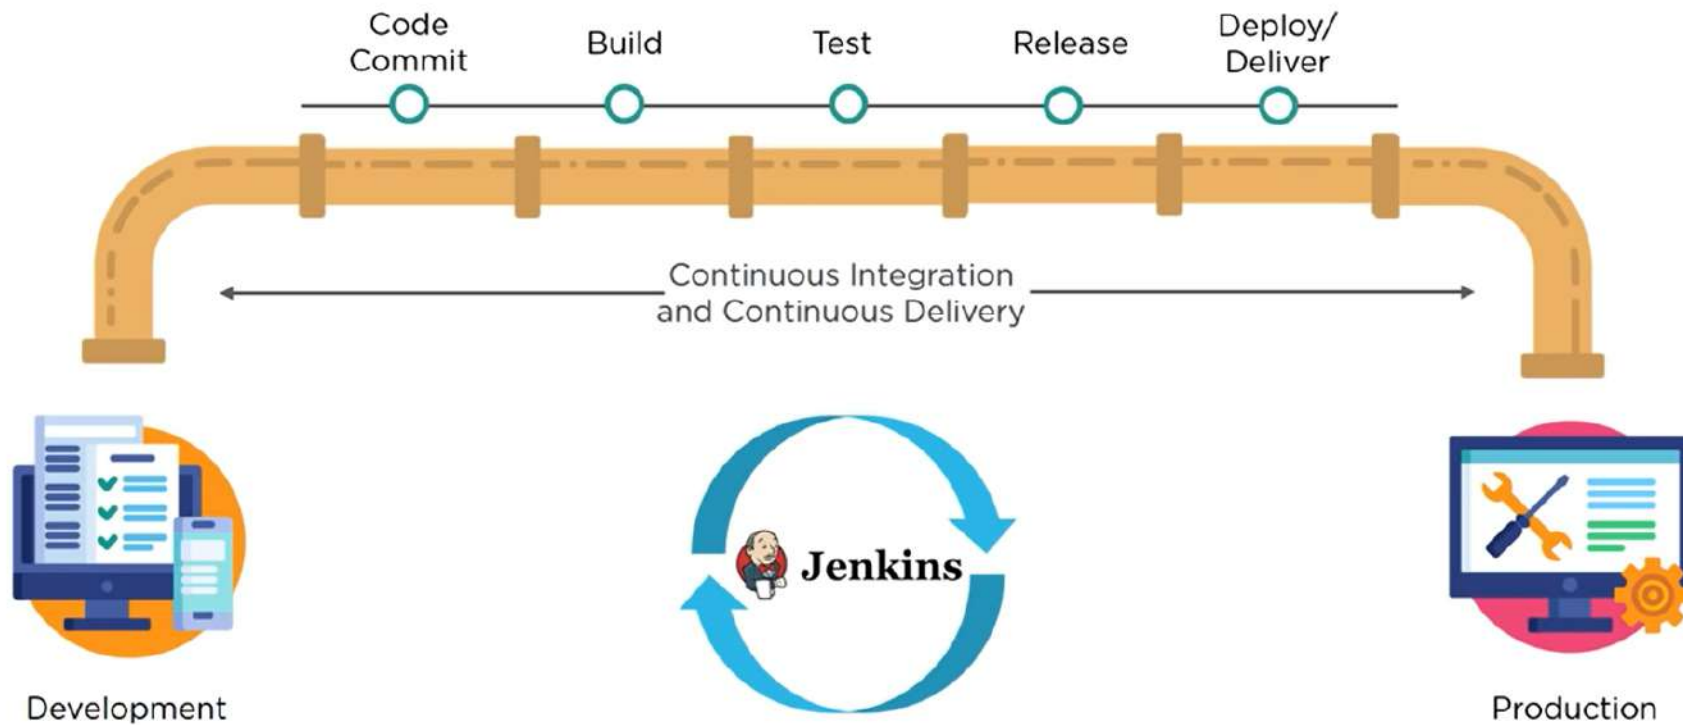 Code
Commit
Build
Test
Release
Deploy/
Deliver
Continuous Integration
and Continuous Delivery
Jenkins
Development
Production